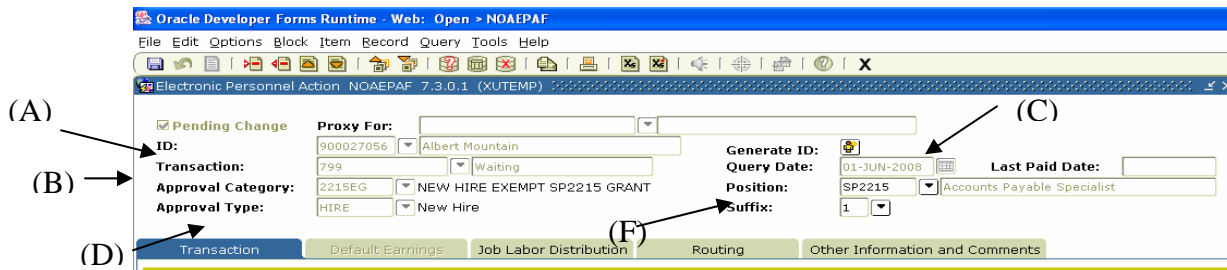 Oracle Developer Forms Runtime - Web: Open > NOAEPAF
File Edit Options Block Item Record Query Tools Help
Electronic Personnel Action NOAEPAF 7.3.0.1 (XUTEMP)
(A) (C)
Pending Change Proxy For:
ID: 900027056 Albert Mountain Generate ID:
Transaction: 799 Waiting Query Date: 01-JUN-2008 Last Paid Date:
(B) Approval Category: 2215EG NEW HIRE EXEMPT SP2215 GRANT Position: SP2215 Accounts Payable Specialist
Approval Type: HIRE New Hire Suffix: 1
(D) (F)
Transaction Default Earnings Job Labor Distribution Routing Other Information and Comments